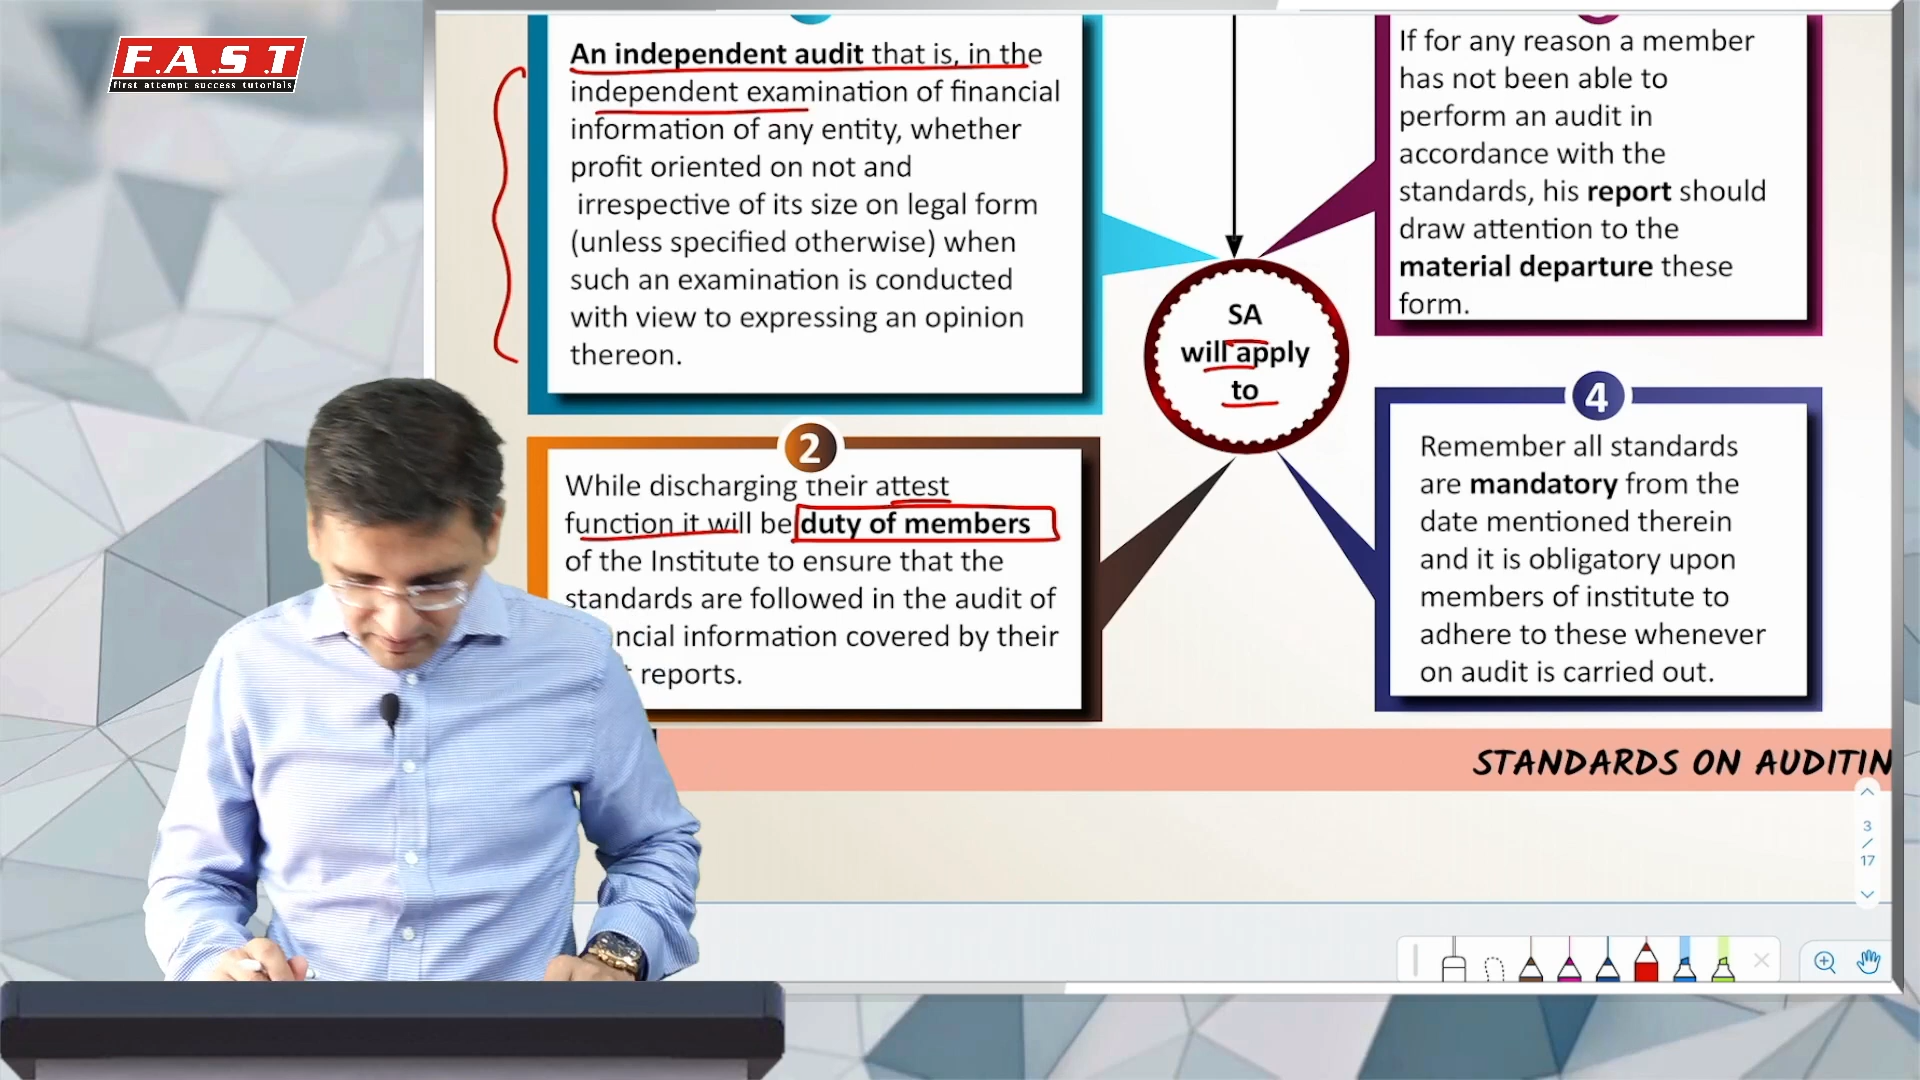 F.A.S.T
first attempt success tutorials
An independent audit that is, in the
independent examination of financial
information of any entity, whether
profit oriented on not and
irrespective of its size on legal form
(unless specified otherwise) when
such an examination is conducted
with view to expressing an opinion
thereon.
2
While discharging their attest
function it will be duty of members
of the Institute to ensure that the
standards are followed in the audit of
ncial information covered by their
reports.
SA
will apply
to
If for any reason a member
has not been able to
perform an audit in
accordance with the
standards, his report should
draw attention to the
material departure these
form.
4
Remember all standards
are mandatory from the
date mentioned therein
and it is obligatory upon
members of institute to
adhere to these whenever
on audit is carried out.
STANDARDS ON AUDITIN
3
/
17